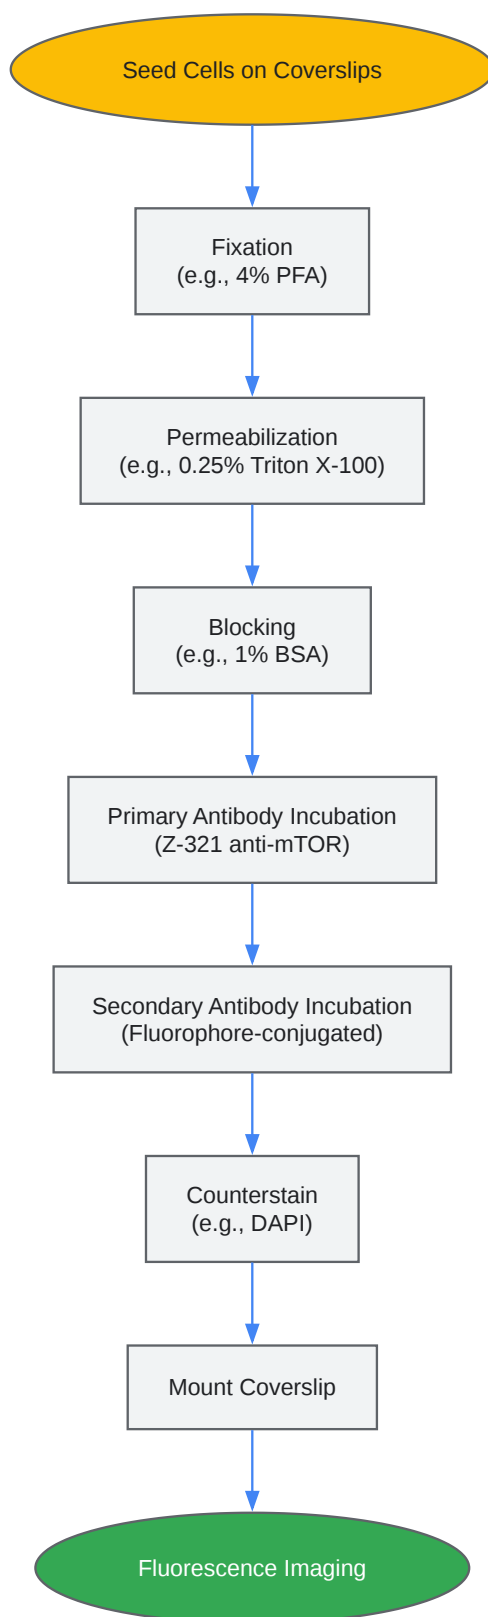 Seed Cells on Coverslips
Fixation
(e.g., 4% PFA)
Permeabilization
(e.g., 0.25% Triton X-100)
Blocking
(e.g., 1% BSA)
Primary Antibody Incubation
(Z-321 anti-mTOR)
Secondary Antibody Incubation
(Fluorophore-conjugated)
Counterstain
(e.g., DAPI)
Mount Coverslip
Fluorescence Imaging